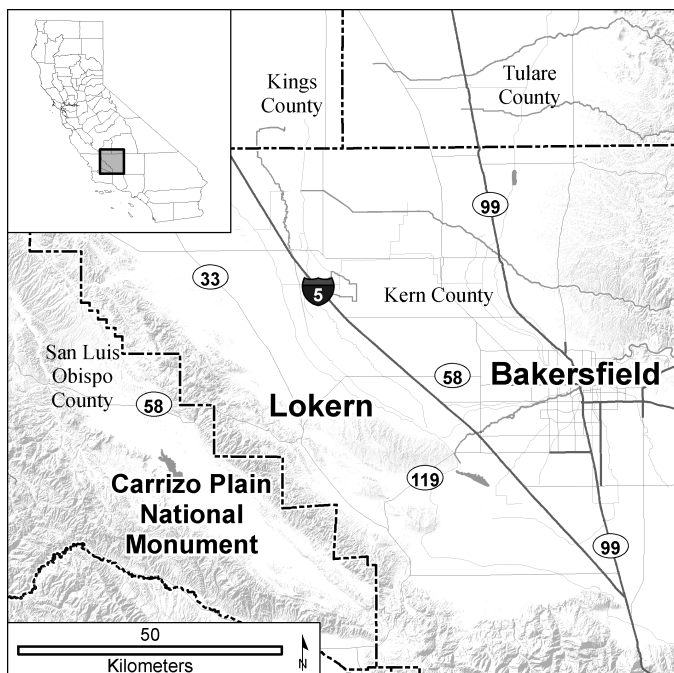 Kings
County
Tulare
County
99
33
5
Kern County
San Luis
Obispo
County
58
58
Bakersfield
Lokern
119
Carrizo Plain
National
Monument
99
50
Kilometers
N